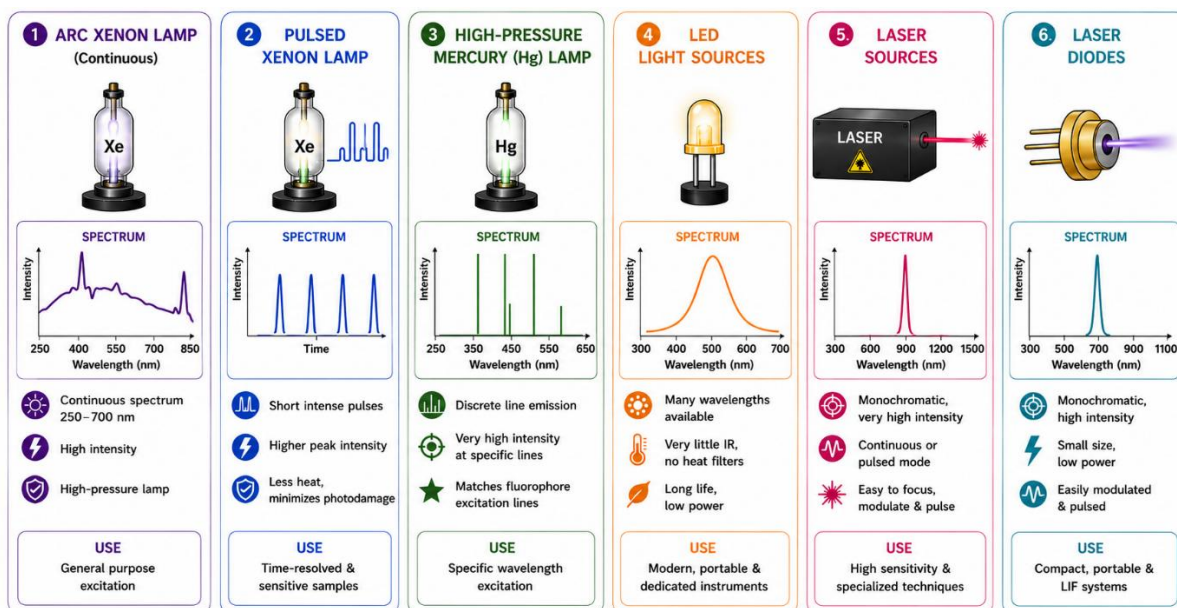 1 ARC XENON LAMP
(Continuous)
Xe
SPECTRUM
Intensity
250 400 550 700 850
Wavelength (nm)
Continuous spectrum
250–700 nm
High intensity
High-pressure lamp
USE
General purpose
excitation
2 PULSED
XENON LAMP
Xe
SPECTRUM
Intensity
Time
Short intense pulses
Higher peak intensity
Less heat,
minimizes photodamage
USE
Time-resolved &
sensitive samples
3 HIGH-PRESSURE
MERCURY (Hg) LAMP
Hg
SPECTRUM
Intensity
250 350 450 550 650
Wavelength (nm)
Discrete line emission
Very high intensity
at specific lines
Matches fluorophore
excitation lines
USE
Specific wavelength
excitation
4 LED
LIGHT SOURCES
SPECTRUM
Intensity
300 400 500 600 700
Wavelength (nm)
Many wavelengths
available
Very little IR,
no heat filters
Long life,
low power
USE
Modern, portable &
dedicated instruments
5. LASER
SOURCES
LASER
SPECTRUM
Intensity
300 600 900 1200 1500
Wavelength (nm)
Monochromatic,
very high intensity
Continuous or
pulsed mode
Easy to focus,
modulate & pulse
USE
High sensitivity &
specialized techniques
6. LASER
DIODES
SPECTRUM
Intensity
300 500 700 900 1100
Wavelength (nm)
Monochromatic,
high intensity
Small size,
low power
Easily modulated
& pulsed
USE
Compact, portable &
LIF systems